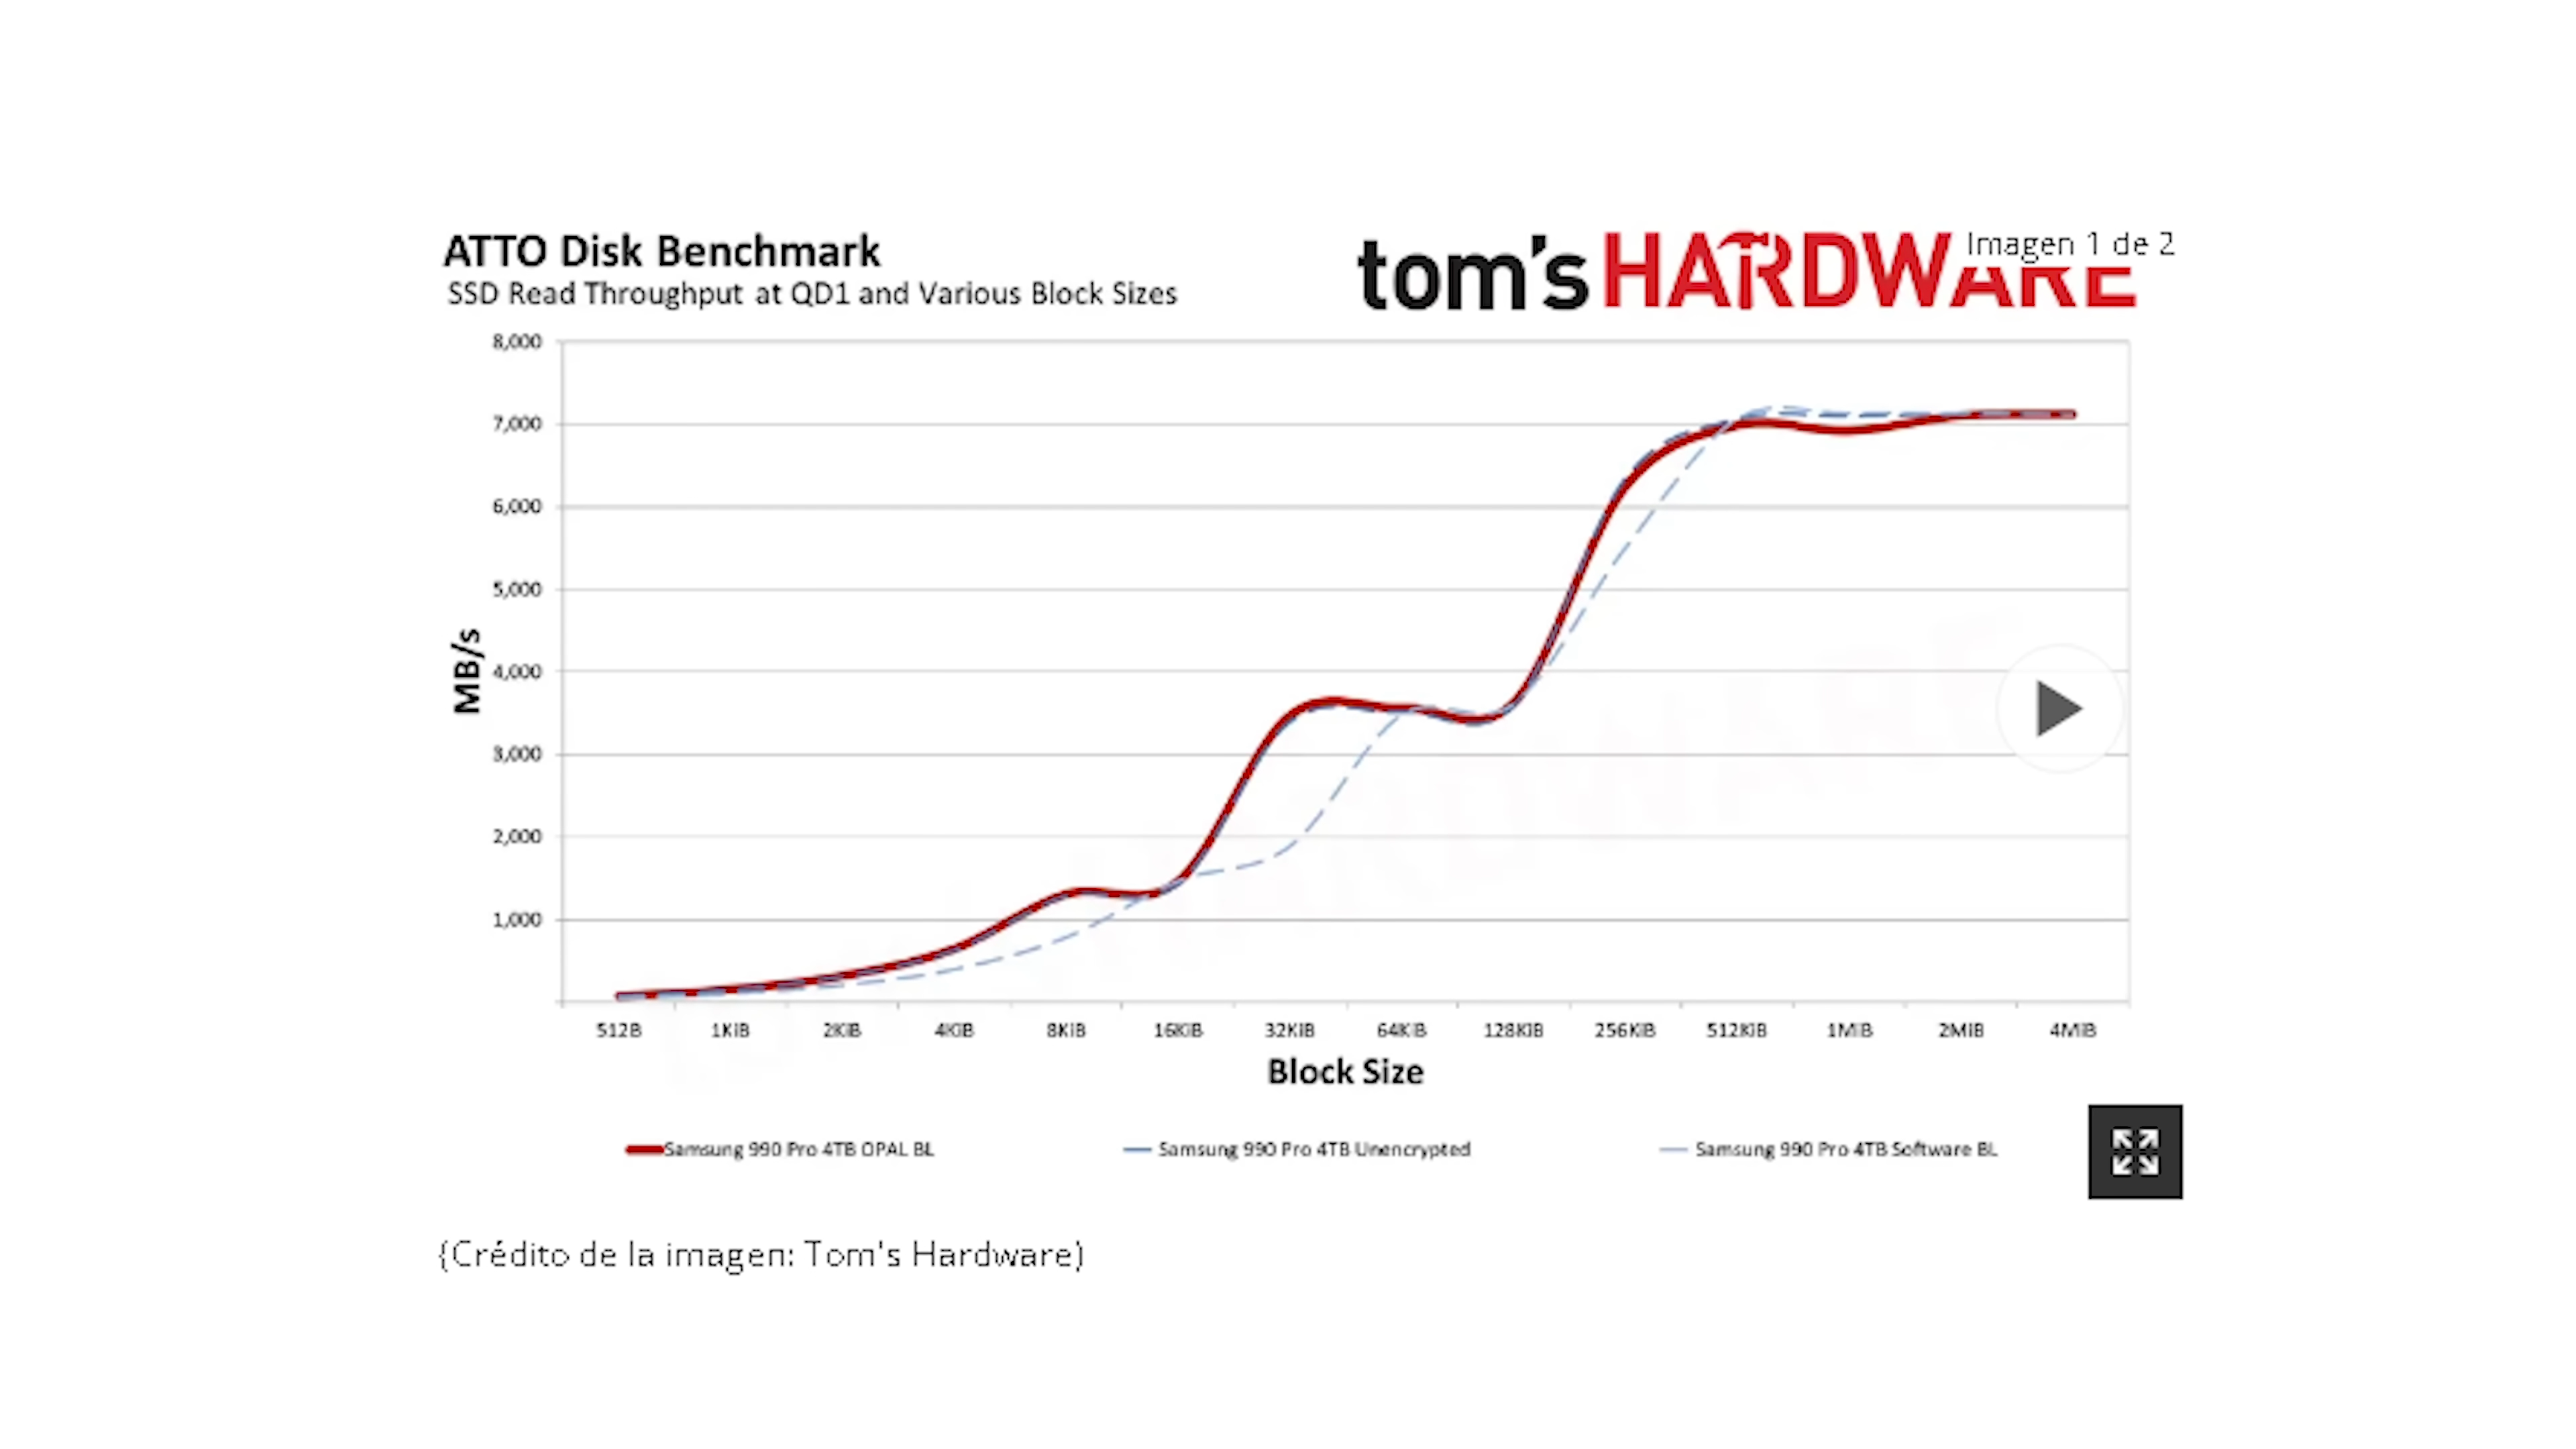 ATTO Disk Benchmark
SSD Read Throughput at QD1 and Various Block Sizes
tom's HARDWARE
Imagen 1 de 2
8,000
7,000
6,000
5,000
4,000
3,000
2,000
1,000
MB/s
512B 1KiB 2KiB 4KiB 8KiB 16KiB 32KiB 64KiB 128KiB 256KiB 512KiB 1MiB 2MiB 4MiB
Block Size
Samsung 990 Pro 4TB OPAL BL Samsung 990 Pro 4TB Unencrypted Samsung 990 Pro 4TB Software BL
(Crédito de la imagen: Tom's Hardware)